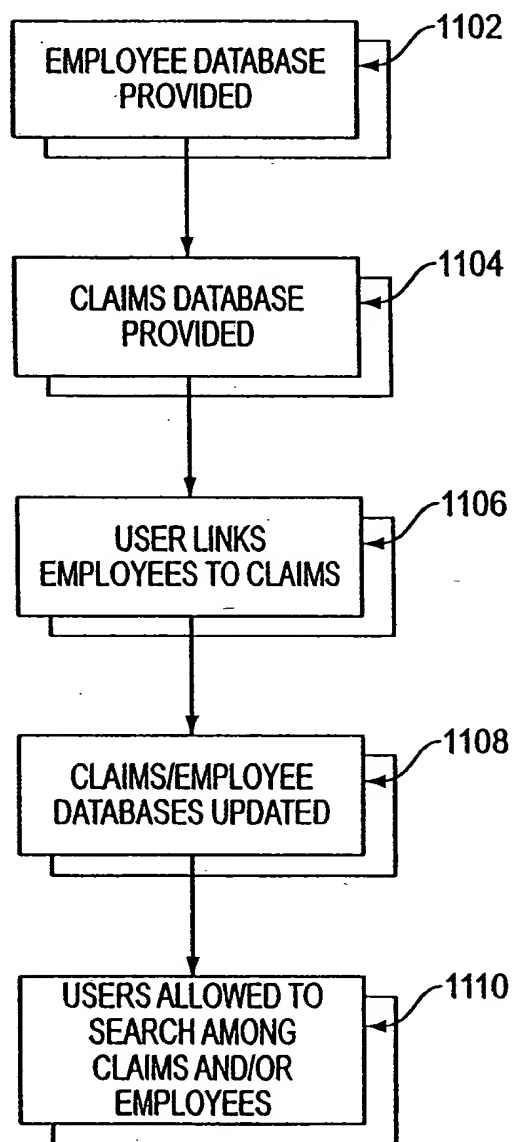 1102
EMPLOYEE DATABASE
PROVIDED
1104
CLAIMS DATABASE
PROVIDED
1106
USER LINKS
EMPLOYEES TO CLAIMS
1108
CLAIMS/EMPLOYEE
DATABASES UPDATED
1110
USERS ALLOWED TO
SEARCH AMONG
CLAIMS AND/OR
EMPLOYEES